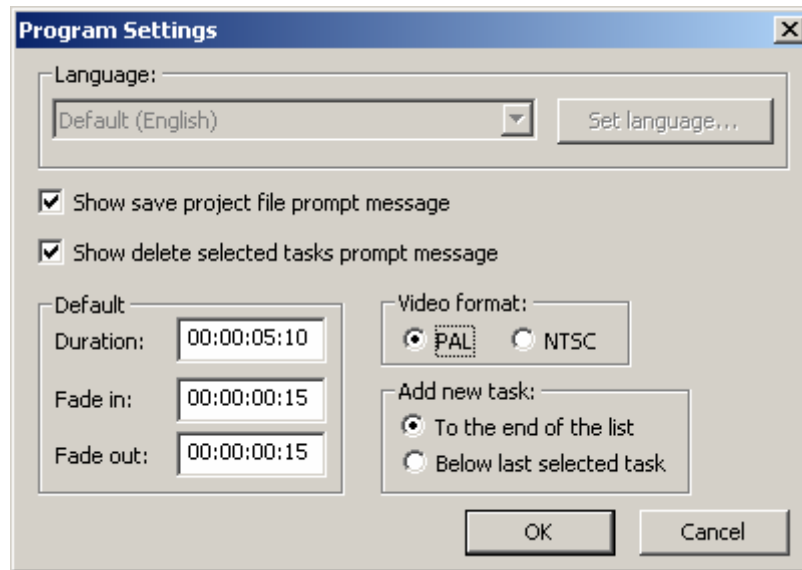 Program Settings
Language:
Default (English)
Set language...
Show save project file prompt message
Show delete selected tasks prompt message
Default
Duration: 00:00:05:10
Fade in: 00:00:00:15
Fade out: 00:00:00:15
Video format:
PAL NTSC
Add new task:
To the end of the list
Below last selected task
OK Cancel